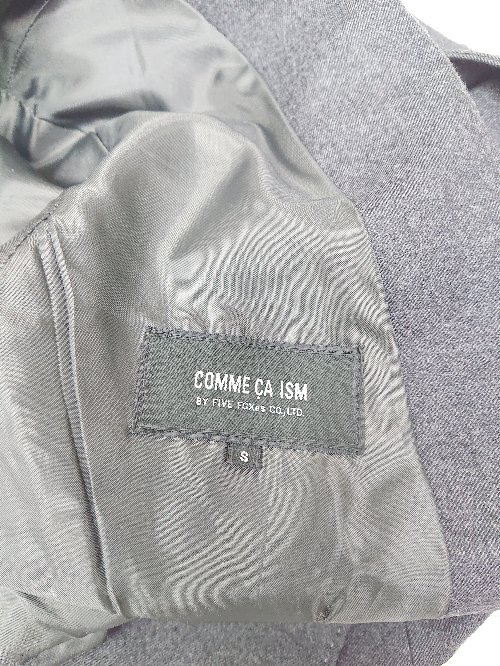 COMME ÇA ISM
BY FIVE FOXes CO., LTD.
S